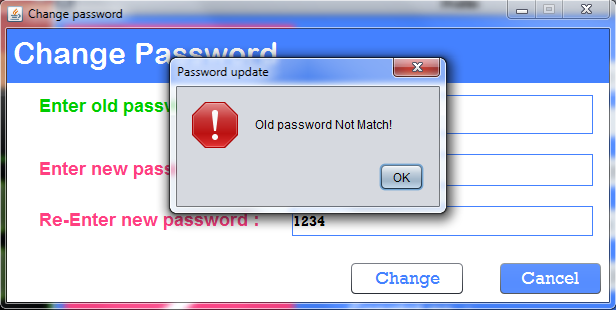 Change password
Change Password
Password update
Enter old passw
Old password Not Match!
OK
Enter new pass
Re-Enter new password :
1234
Change
Cancel